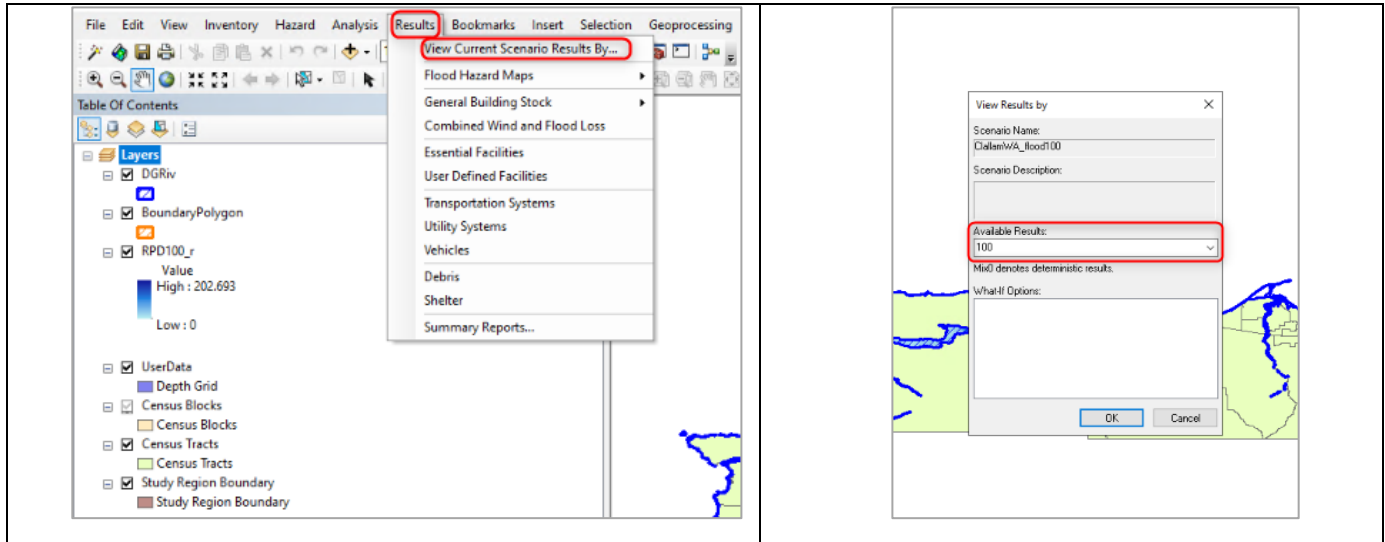 File Edit View Inventory Hazard Analysis Results Bookmarks Insert Selection Geoprocessing
View Current Scenario Results By...
Flood Hazard Maps
General Building Stock
Combined Wind and Flood Loss
Essential Facilities
User Defined Facilities
Transportation Systems
Utility Systems
Vehicles
Debris
Shelter
Summary Reports...
Table Of Contents
Layers
DGRiv
BoundaryPolygon
RPD100_r
Value
High : 202.693
Low : 0
UserData
Depth Grid
Census Blocks
Census Blocks
Census Tracts
Census Tracts
Study Region Boundary
Study Region Boundary
View Results by
Scenario Name:
ClallamWA_flood100
Scenario Description:
Available Results:
100
Mix0 denotes deterministic results.
What-If Options:
OK Cancel